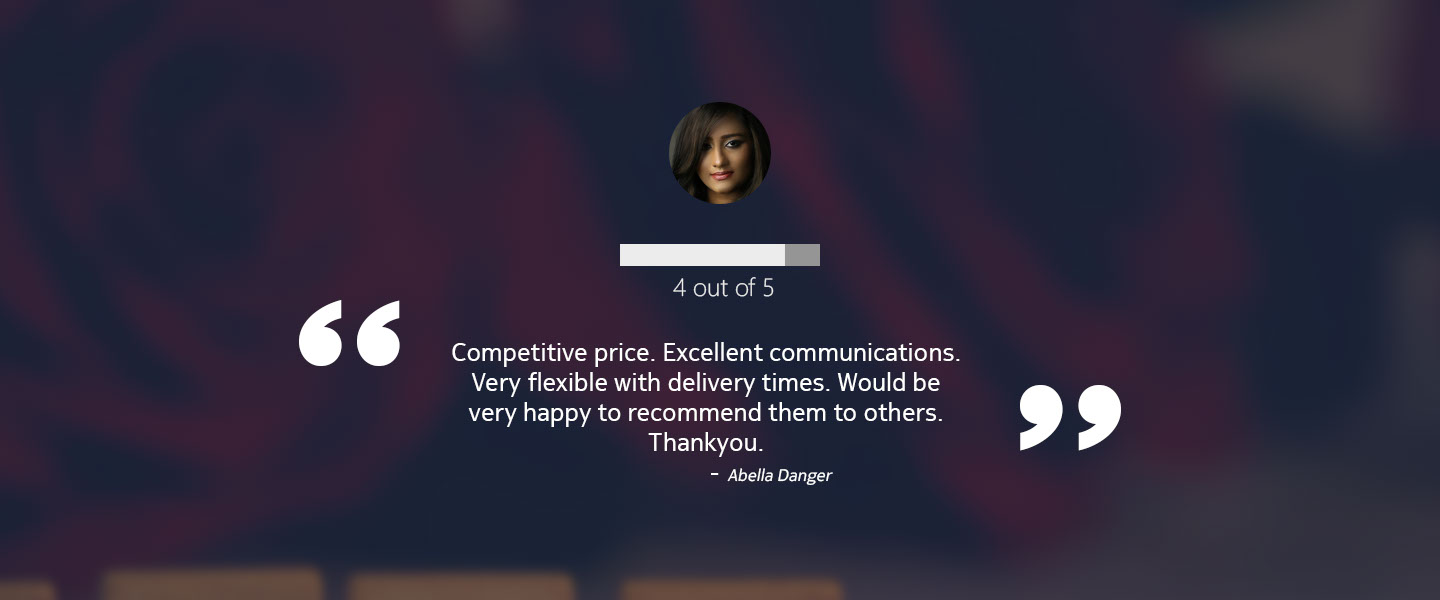 4 out of 5
“
Competitive price. Excellent communications.
Very flexible with delivery times. Would be
very happy to recommend them to others.
Thankyou.
”
- Abella Danger